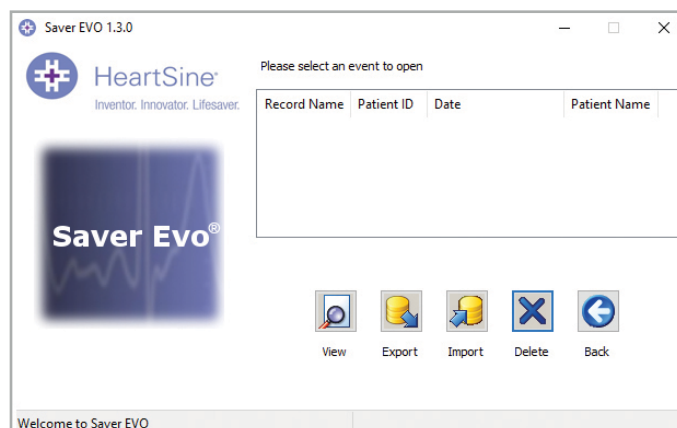 Saver EVO 1.3.0
HeartSine®
Inventor. Innovator. Lifesaver.
Saver Evo®
Please select an event to open
Record Name Patient ID Date Patient Name
View Export Import Delete Back
Welcome to Saver EVO